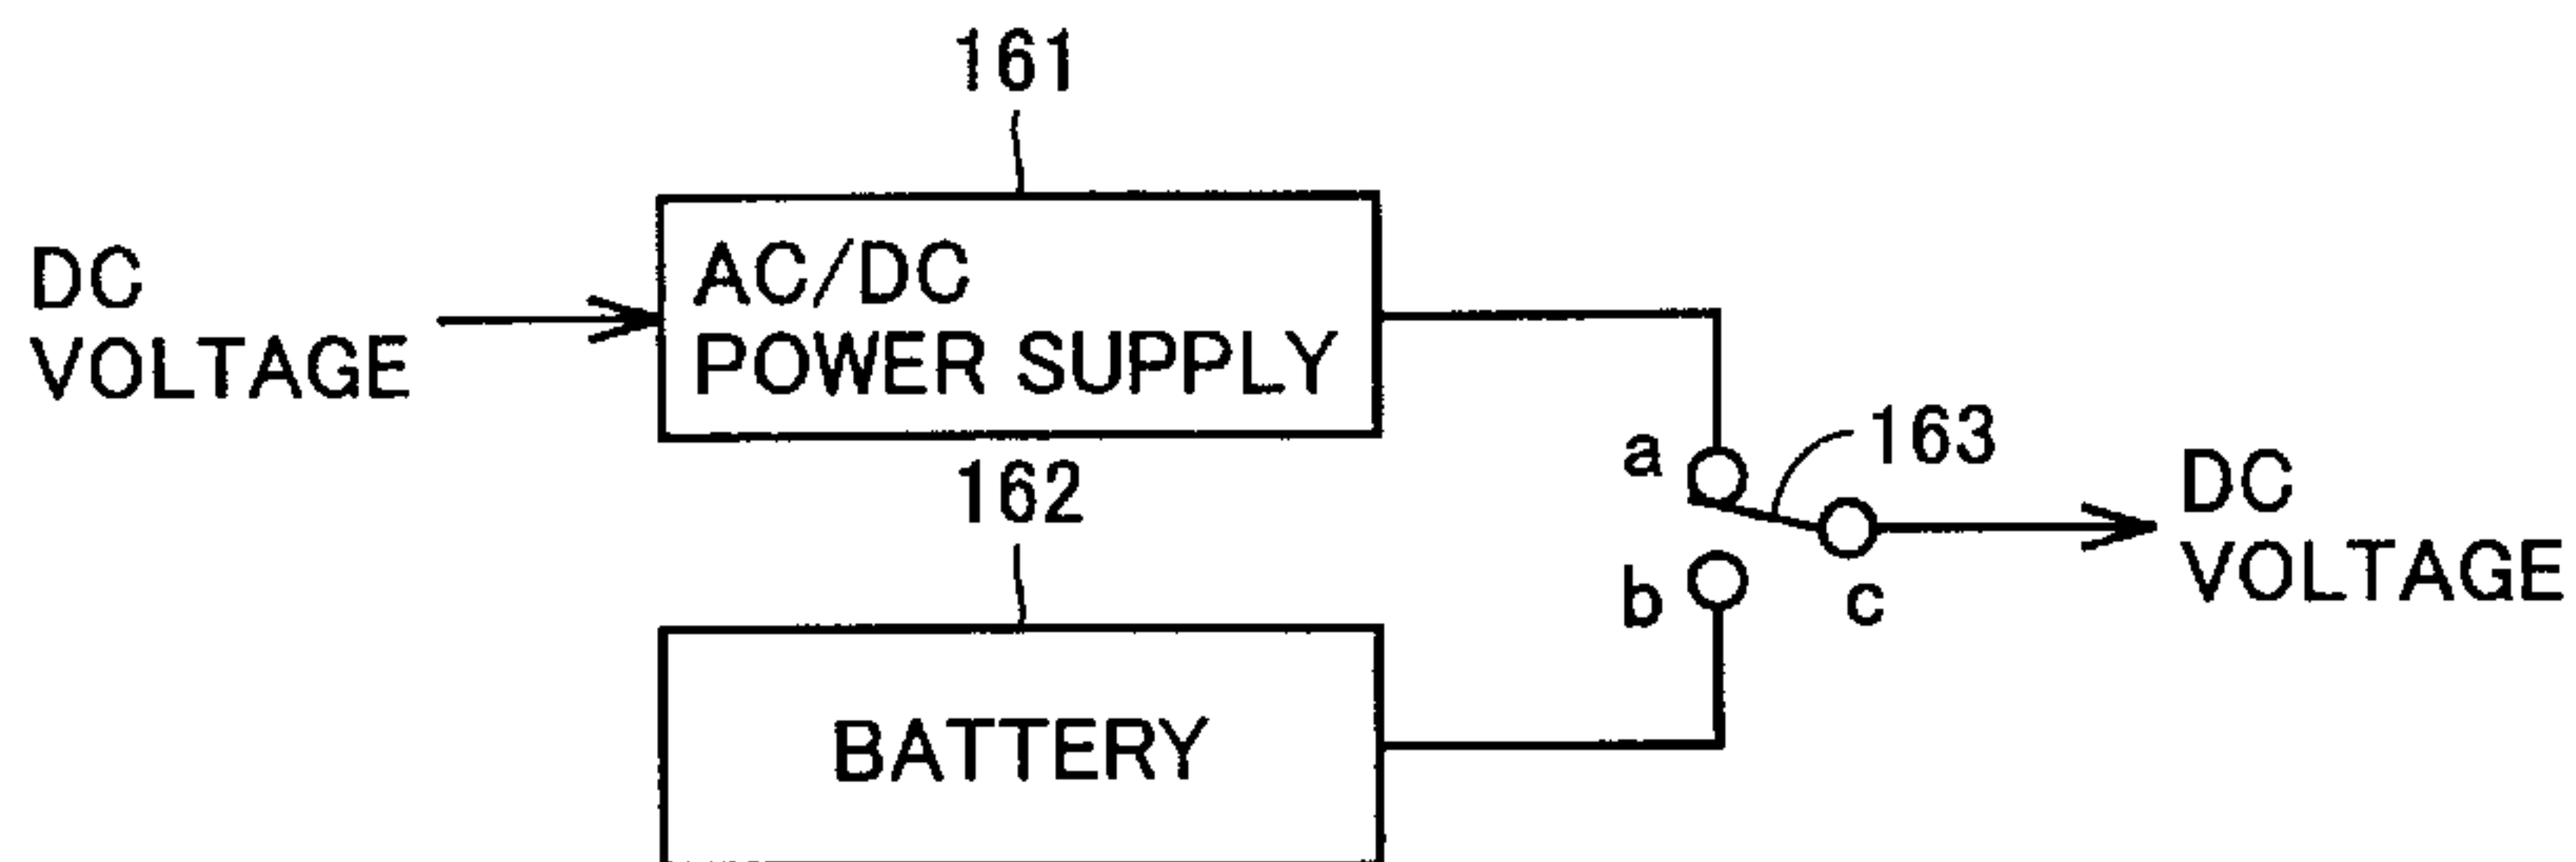 161
DC
VOLTAGE
AC/DC
POWER SUPPLY
a
163
DC
VOLTAGE
162
b
c
BATTERY